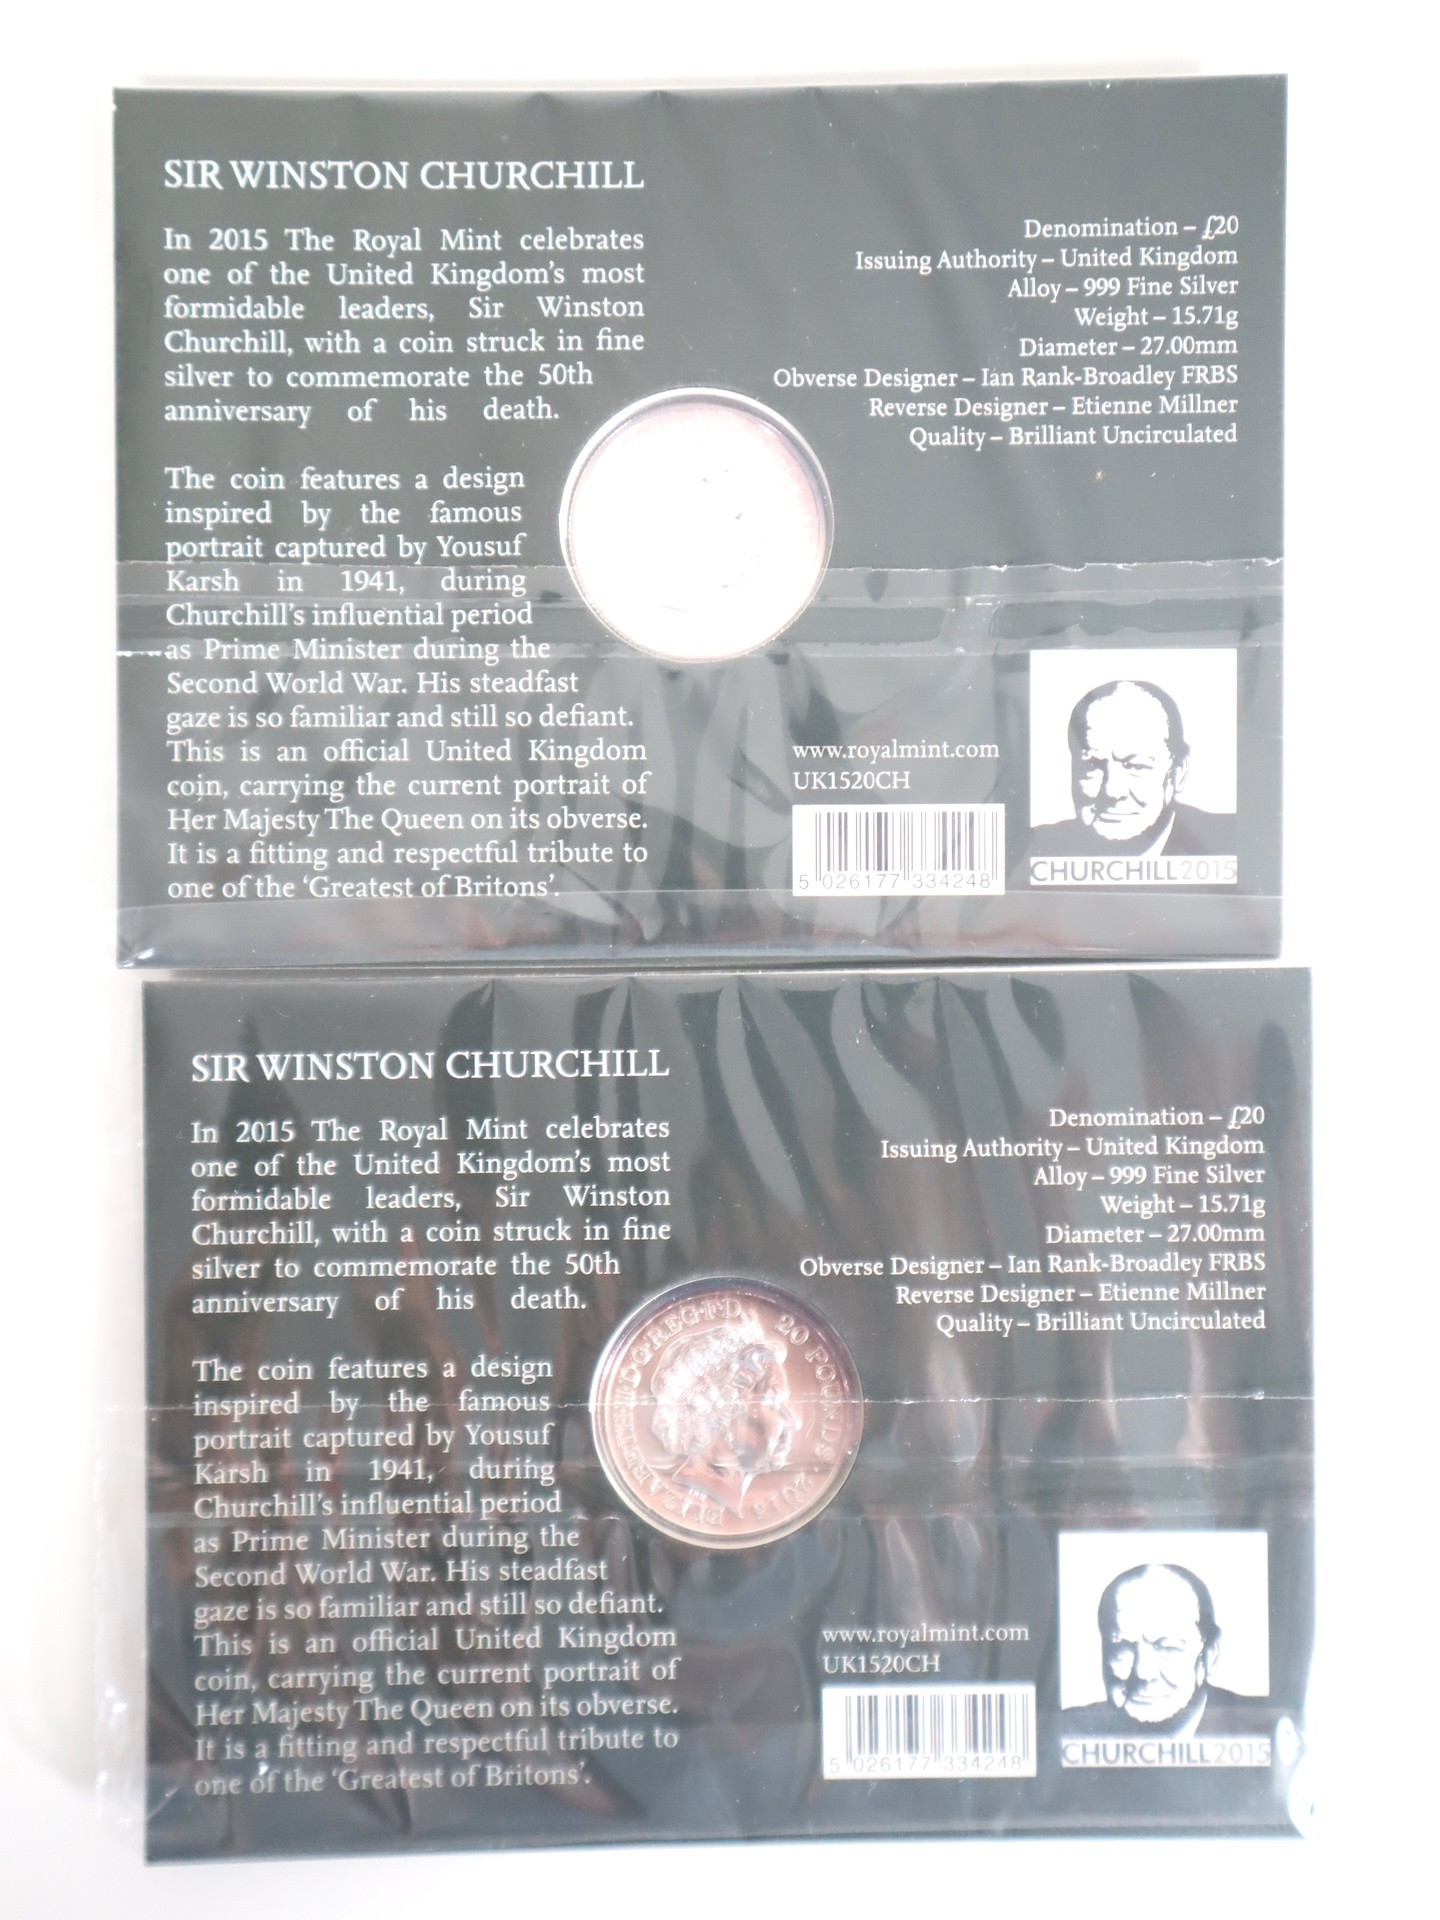 SIR WINSTON CHURCHILL
In 2015 The Royal Mint celebrates
one of the United Kingdom's most
formidable leaders, Sir Winston
Churchill, with a coin struck in fine
silver to commemorate the 50th
anniversary of his death.
The coin features a design
inspired by the famous
portrait captured by Yousuf
Karsh in 1941, during
Churchill's influential period
as Prime Minister during the
Second World War. His steadfast
gaze is so familiar and still so defiant.
This is an official United Kingdom
coin, carrying the current portrait of
Her Majesty The Queen on its obverse.
It is a fitting and respectful tribute to
one of the 'Greatest of Britons'.
Denomination – £20
Issuing Authority – United Kingdom
Alloy – 999 Fine Silver
Weight – 15.71g
Diameter – 27.00mm
Obverse Designer – Ian Rank-Broadley FRBS
Reverse Designer – Etienne Millner
Quality – Brilliant Uncirculated
www.royalmint.com
UK1520CH
5 026177 334248
CHURCHILL2015
SIR WINSTON CHURCHILL
In 2015 The Royal Mint celebrates
one of the United Kingdom's most
formidable leaders, Sir Winston
Churchill, with a coin struck in fine
silver to commemorate the 50th
anniversary of his death.
The coin features a design
inspired by the famous
portrait captured by Yousuf
Karsh in 1941, during
Churchill's influential period
as Prime Minister during the
Second World War. His steadfast
gaze is so familiar and still so defiant.
This is an official United Kingdom
coin, carrying the current portrait of
Her Majesty The Queen on its obverse.
It is a fitting and respectful tribute to
one of the 'Greatest of Britons'.
ELIZABETH·II·D·G·REG·F·D 20 POUNDS·2015
Denomination – £20
Issuing Authority – United Kingdom
Alloy – 999 Fine Silver
Weight – 15.71g
Diameter – 27.00mm
Obverse Designer – Ian Rank-Broadley FRBS
Reverse Designer – Etienne Millner
Quality – Brilliant Uncirculated
www.royalmint.com
UK1520CH
5 026177 334248
CHURCHILL2015